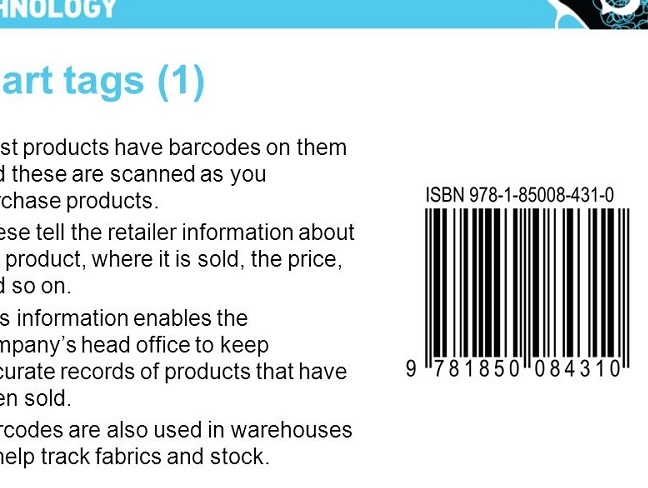 HNOLOGY
art tags (1)
st products have barcodes on them
d these are scanned as you
rchase products.
ese tell the retailer information about
product, where it is sold, the price,
d so on.
s information enables the
mpany’s head office to keep
curate records of products that have
en sold.
rcodes are also used in warehouses
help track fabrics and stock.
ISBN 978-1-85008-431-0
9 781850 084310